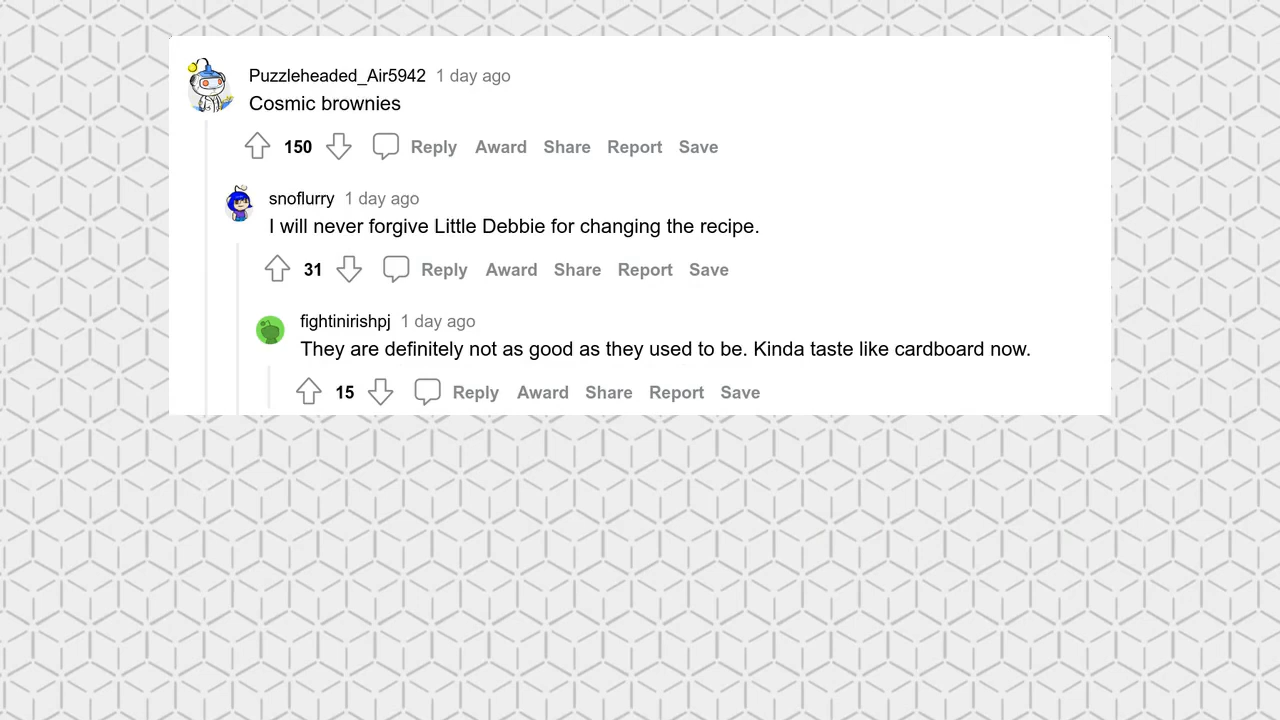 Puzzleheaded_Air5942 1 day ago
Cosmic brownies
150 Reply Award Share Report Save
snoflurry 1 day ago
I will never forgive Little Debbie for changing the recipe.
31 Reply Award Share Report Save
fightinirishpj 1 day ago
They are definitely not as good as they used to be. Kinda taste like cardboard now.
15 Reply Award Share Report Save